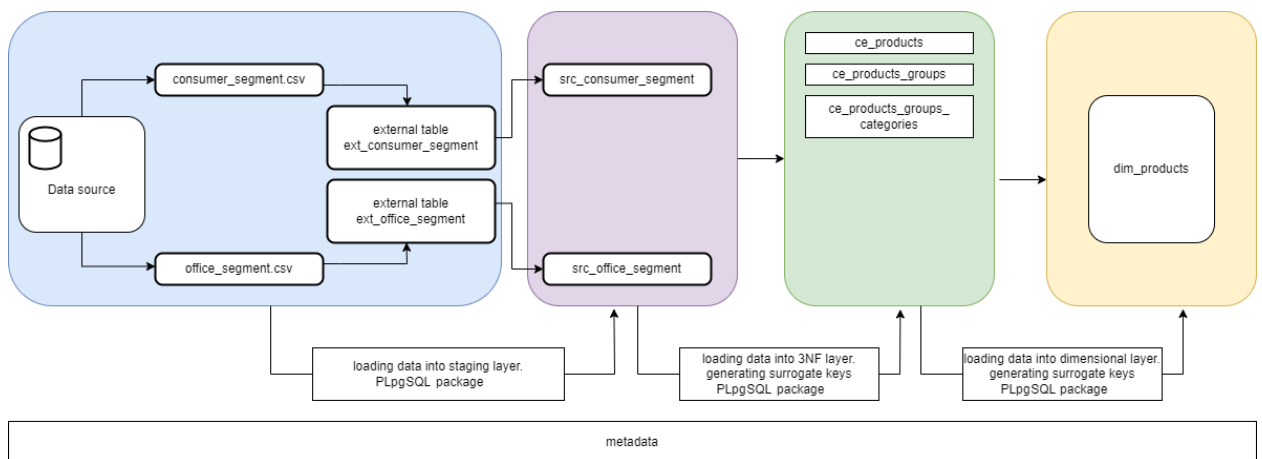 consumer_segment.csv
external table
ext_consumer_segment
Data source
external table
ext_office_segment
office_segment.csv
src_consumer_segment
src_office_segment
ce_products
ce_products_groups
ce_products_groups_
categories
dim_products
loading data into staging layer.
PLpgSQL package
loading data into 3NF layer.
generating surrogate keys
PLpgSQL package
loading data into dimensional layer.
generating surrogate keys
PLpgSQL package
metadata